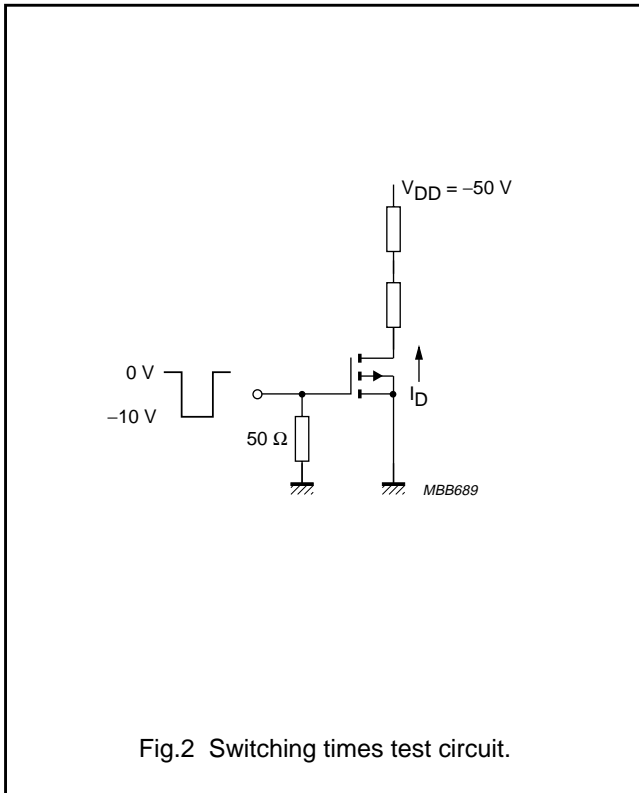 V_DD = −50 V
0 V
−10 V
I_D
50 Ω
MBB689
Fig.2 Switching times test circuit.